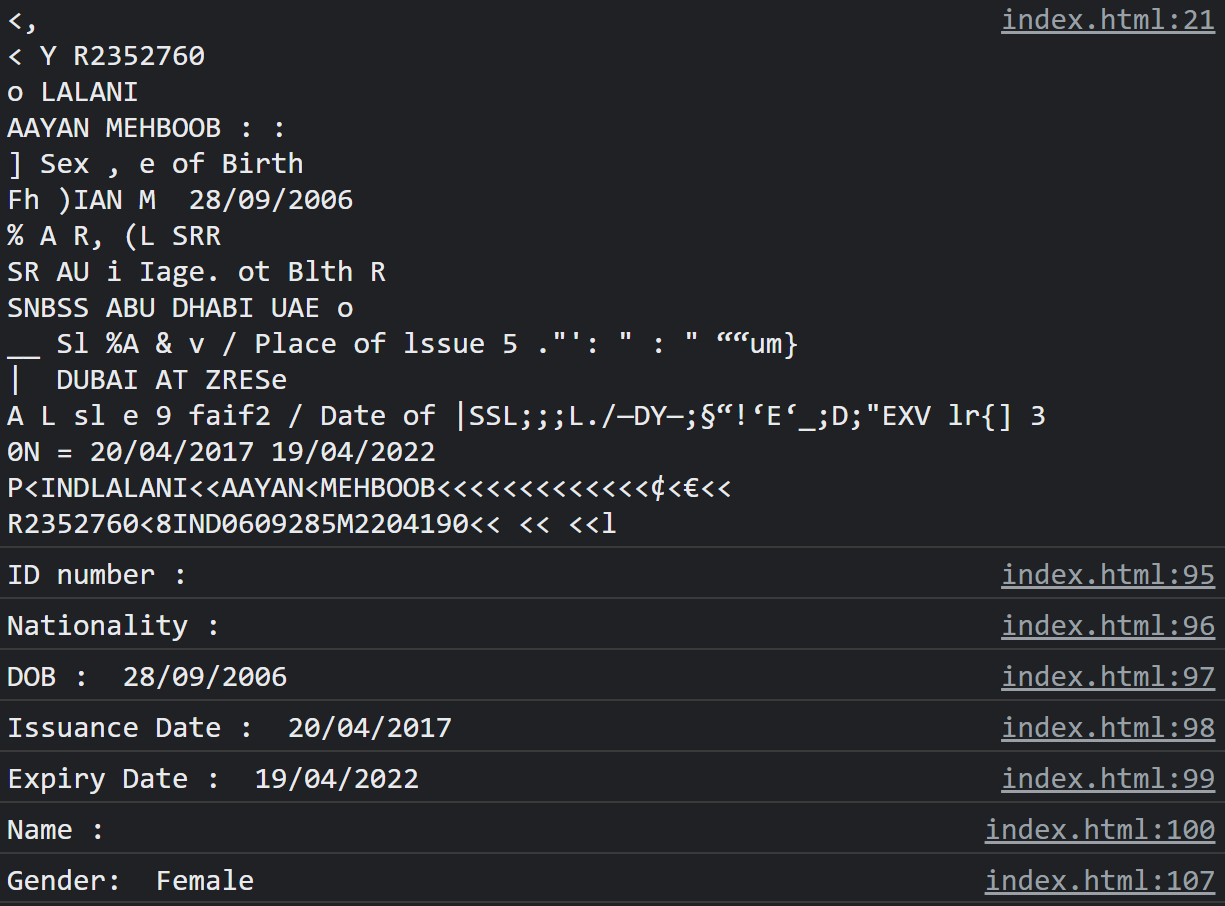 <, index.html:21
< Y R2352760
o LALANI
AAYAN MEHBOOB : :
] Sex , e of Birth
Fh )IAN M  28/09/2006
% A R, (L SRR
SR AU i Iage. ot Blth R
SNBSS ABU DHABI UAE o
__ Sl %A & v / Place of lssue 5 ."': " : " ““um}
|  DUBAI AT ZRESe
A L sl e 9 faif2 / Date of |SSL;;;L./—DY—;§“!‘E‘_;D;"EXV lr{] 3
0N = 20/04/2017 19/04/2022
P<INDLALANI<<AAYAN<MEHBOOB<<<<<<<<<<<<<¢<€<<
R2352760<8IND0609285M2204190<< << <<l
ID number : index.html:95
Nationality : index.html:96
DOB :  28/09/2006 index.html:97
Issuance Date :  20/04/2017 index.html:98
Expiry Date :  19/04/2022 index.html:99
Name : index.html:100
Gender:  Female index.html:107